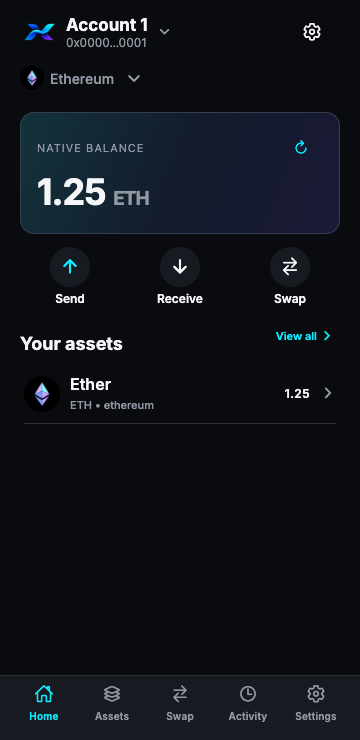 Account 1
0x0000...0001
Ethereum
NATIVE BALANCE
1.25 ETH
Send
Receive
Swap
Your assets
View all
Ether
ETH • ethereum
1.25
Home
Assets
Swap
Activity
Settings